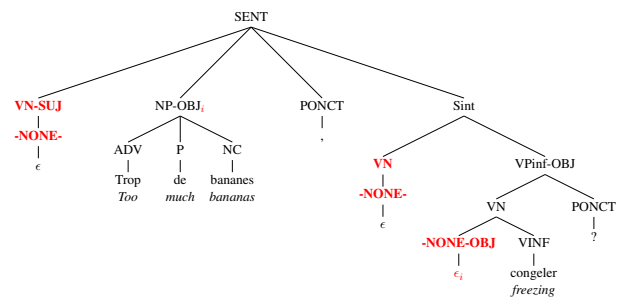 SENT
VN-SUJ NP-OBJi PONCT Sint
-NONE- ,
ϵ ADV P NC VN VPinf-OBJ
Trop de bananes -NONE-
Too much bananas ϵ VN PONCT
-NONE-OBJ VINF ?
ϵi congeler
freezing